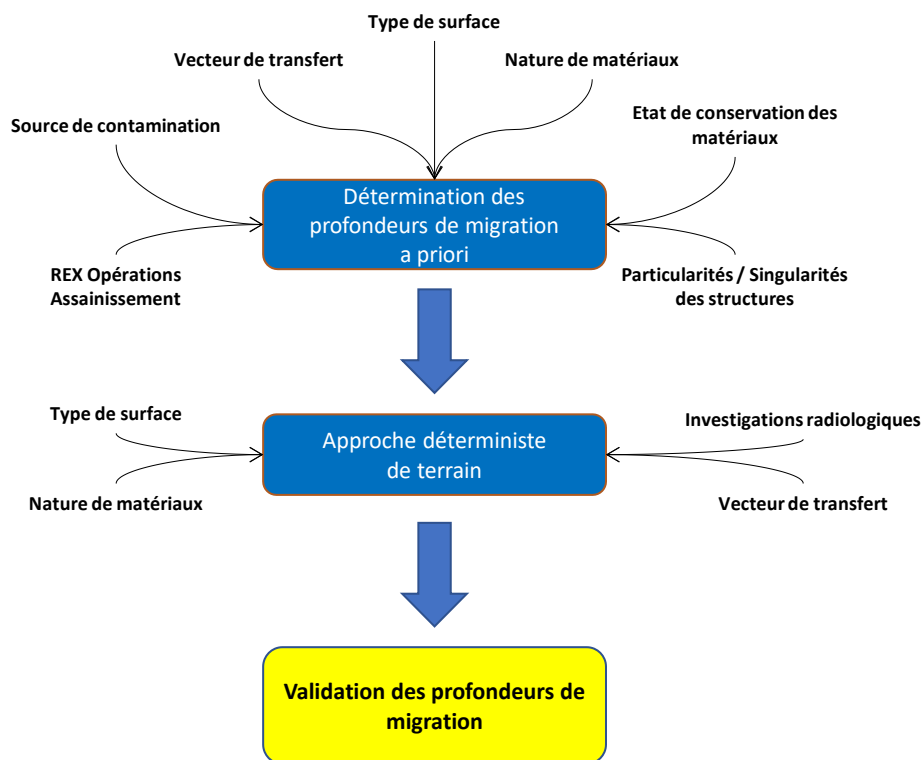 Type de surface
Vecteur de transfert
Nature de matériaux
Source de contamination
Etat de conservation des
matériaux
Détermination des
profondeurs de migration
a priori
REX Opérations
Assainissement
Particularités / Singularités
des structures
Type de surface
Investigations radiologiques
Approche déterministe
de terrain
Nature de matériaux
Vecteur de transfert
Validation des profondeurs de
migration